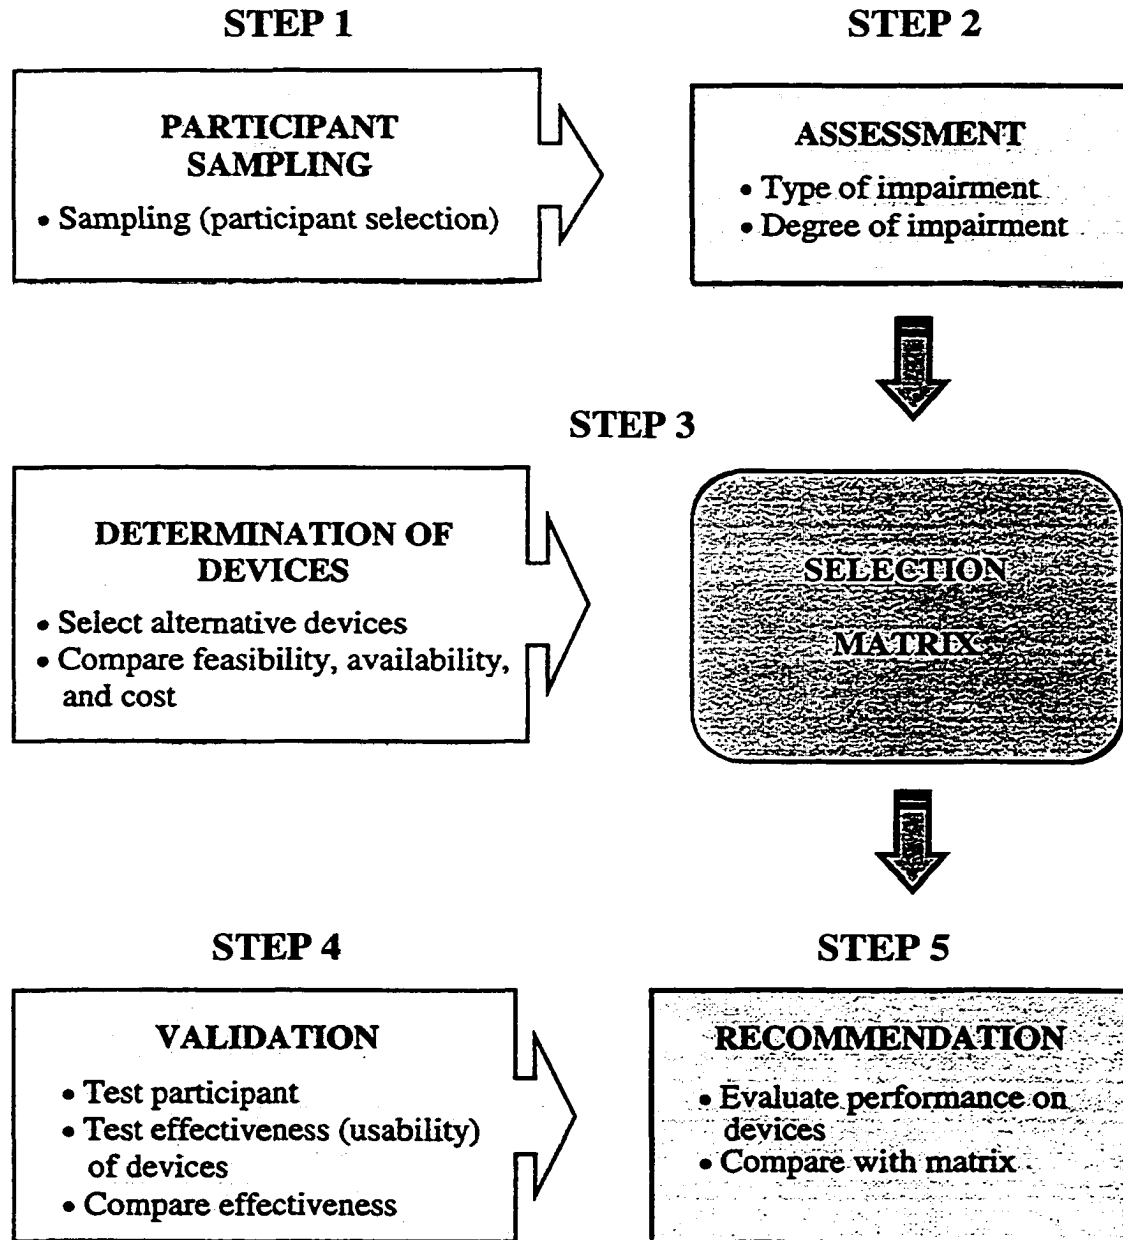 STEP 1
PARTICIPANT
SAMPLING
• Sampling (participant selection)
STEP 2
ASSESSMENT
• Type of impairment
• Degree of impairment
STEP 3
DETERMINATION OF
DEVICES
• Select alternative devices
• Compare feasibility, availability,
and cost
SELECTION
MATRIX
STEP 4
VALIDATION
• Test participant
• Test effectiveness (usability)
of devices
• Compare effectiveness
STEP 5
RECOMMENDATION
• Evaluate performance on
devices
• Compare with matrix